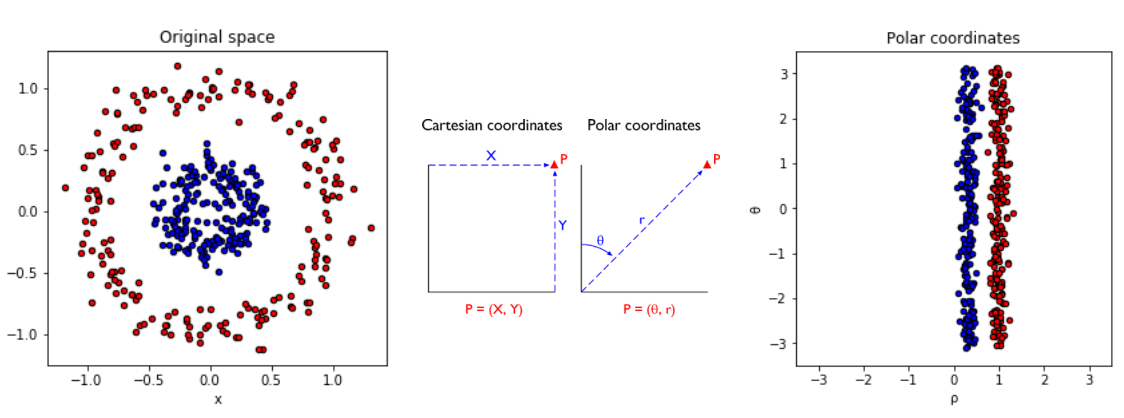 Original space
1.0
0.5
0.0
−0.5
−1.0
−1.0 −0.5 0.0 0.5 1.0
x
Cartesian coordinates
X
P
Y
P = (X, Y)
Polar coordinates
P
r
θ
P = (θ, r)
Polar coordinates
3
2
1
0
−1
−2
−3
θ
−3 −2 −1 0 1 2 3
ρ